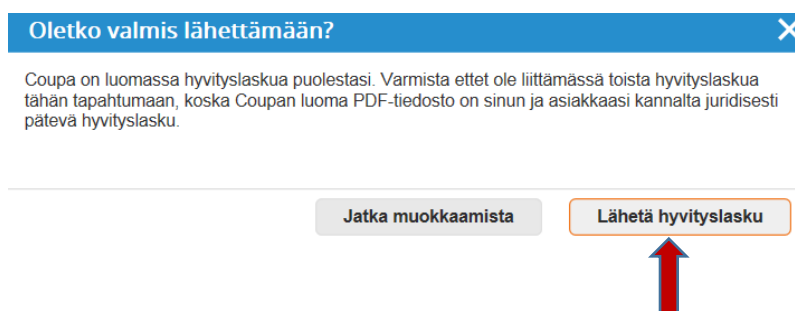 Oletko valmis lähettämään?
Coupa on luomassa hyvityslaskua puolestasi. Varmista ettet ole liittämässä toista hyvityslaskua
tähän tapahtumaan, koska Coupan luoma PDF-tiedosto on sinun ja asiakkaasi kannalta juridisesti
pätevä hyvityslasku.
Jatka muokkaamista Lähetä hyvityslasku